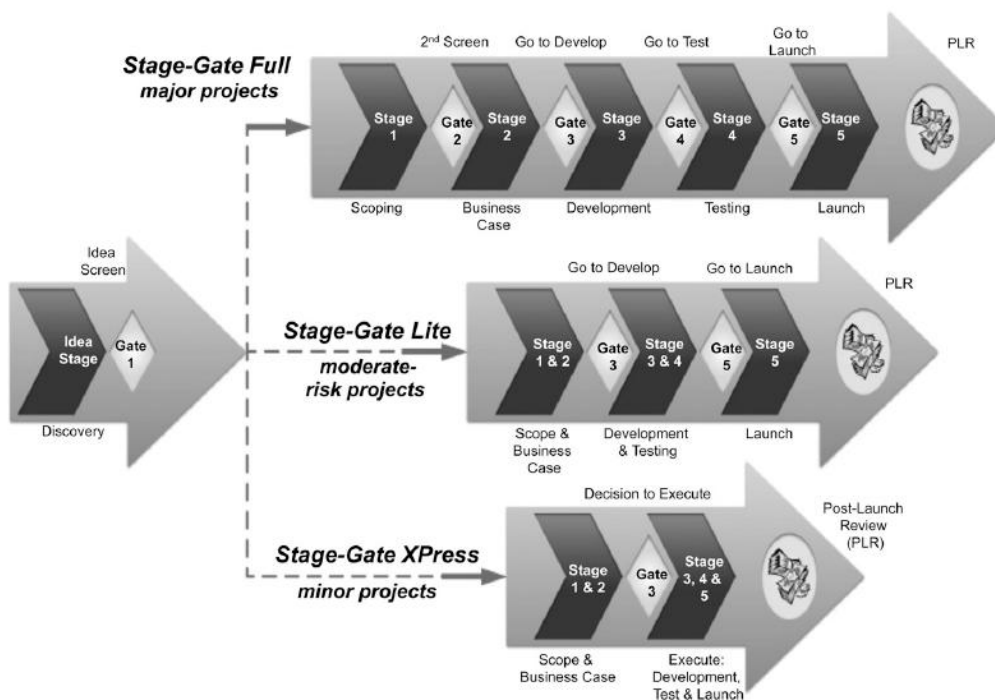 2nd Screen
Go to Develop
Go to Test
Go to
Launch
PLR
Stage-Gate Full
major projects
Stage
1
Gate
2
Stage
2
Gate
3
Stage
3
Gate
4
Stage
4
Gate
5
Stage
5
Scoping
Business
Case
Development
Testing
Launch
Idea
Screen
Idea
Stage
Gate
1
Discovery
Go to Develop
Go to Launch
PLR
Stage-Gate Lite
moderate-
risk projects
Stage
1 & 2
Gate
3
Stage
3 & 4
Gate
5
Stage
5
Scope &
Business
Case
Development
& Testing
Launch
Decision to Execute
Post-Launch
Review
(PLR)
Stage-Gate XPress
minor projects
Stage
1 & 2
Gate
3
Stage
3, 4 &
5
Scope &
Business Case
Execute:
Development,
Test & Launch